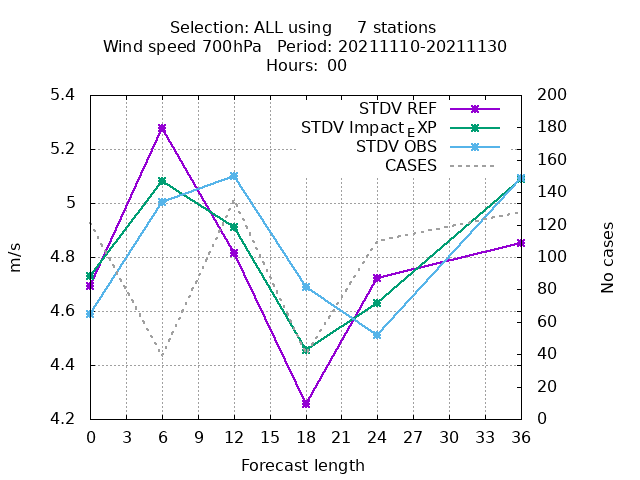 Selection: ALL using 7 stations
Wind speed 700hPa Period: 20211110-20211130
Hours: 00
STDV REF
STDV Impact_EXP
STDV OBS
CASES
5.4
5.2
5
4.8
4.6
4.4
4.2
m/s
200
180
160
140
120
100
80
60
40
20
0
No cases
0 3 6 9 12 15 18 21 24 27 30 33 36
Forecast length